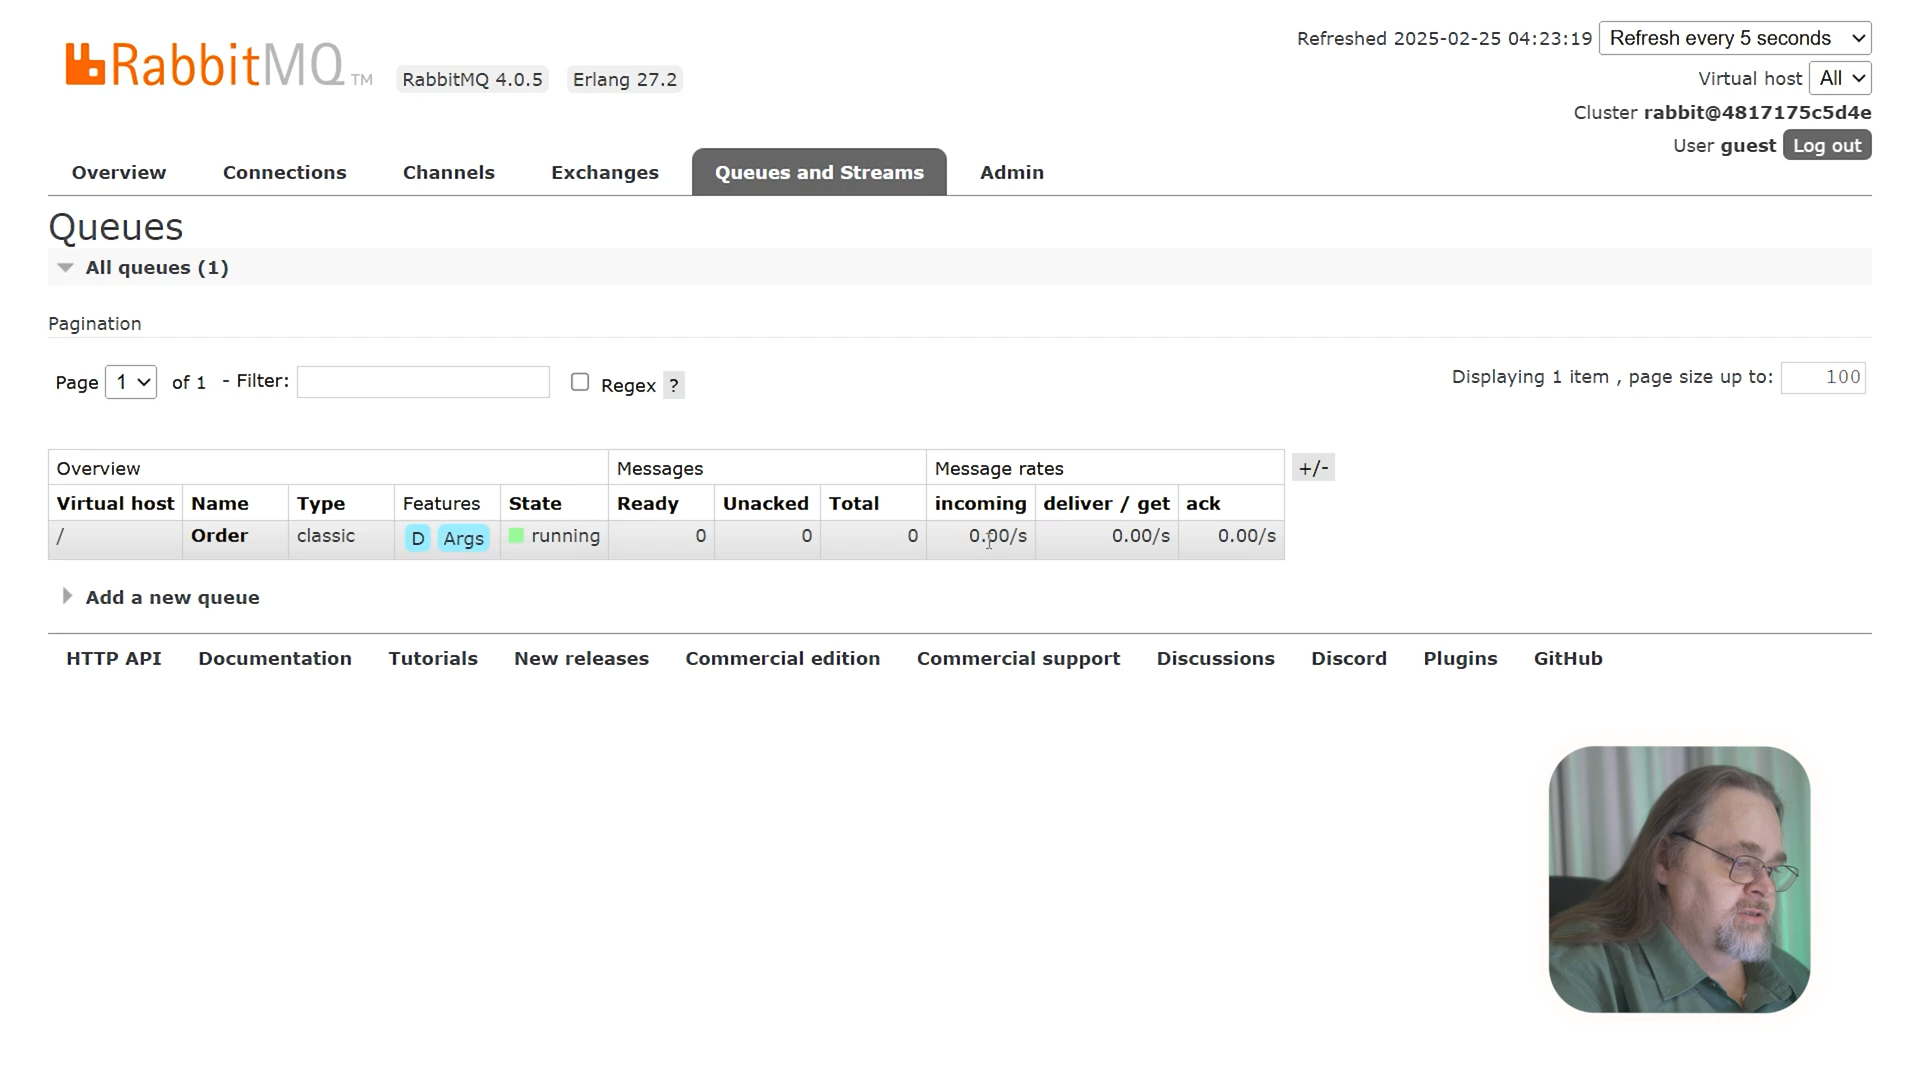 RabbitMQ TM
RabbitMQ 4.0.5 Erlang 27.2
Refreshed 2025-02-25 04:23:19 Refresh every 5 seconds
Virtual host All
Cluster rabbit@4817175c5d4e
User guest Log out
Overview Connections Channels Exchanges Queues and Streams Admin
Queues
All queues (1)
Pagination
Page 1 of 1 - Filter: Regex ? Displaying 1 item , page size up to: 100
Overview Messages Message rates +/-
Virtual host Name Type Features State Ready Unacked Total incoming deliver / get ack
/ Order classic D Args running 0 0 0 0.00/s 0.00/s 0.00/s
Add a new queue
HTTP API Documentation Tutorials New releases Commercial edition Commercial support Discussions Discord Plugins GitHub